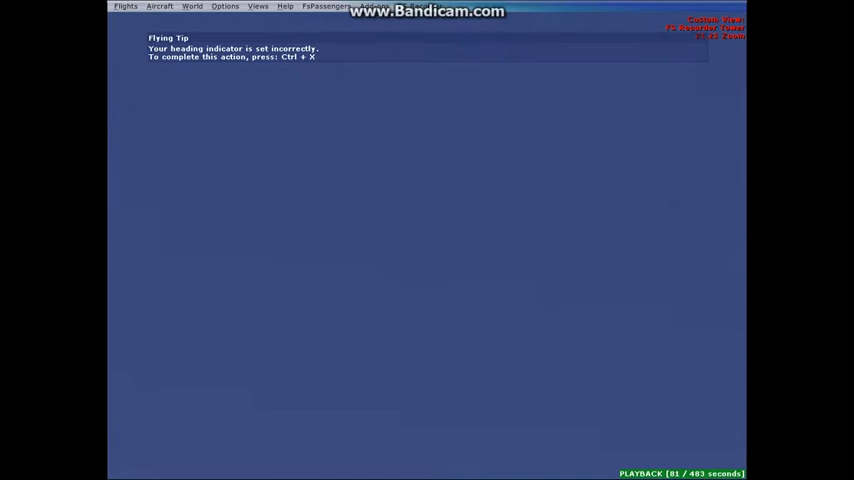 Flights Aircraft World Options Views Help FsPassengers
www.Bandicam.com
Custom View:
FS Recorder Tower
Zoom
Flying Tip
Your heading indicator is set incorrectly.
To complete this action, press: Ctrl + X
PLAYBACK [81 / 483 seconds]